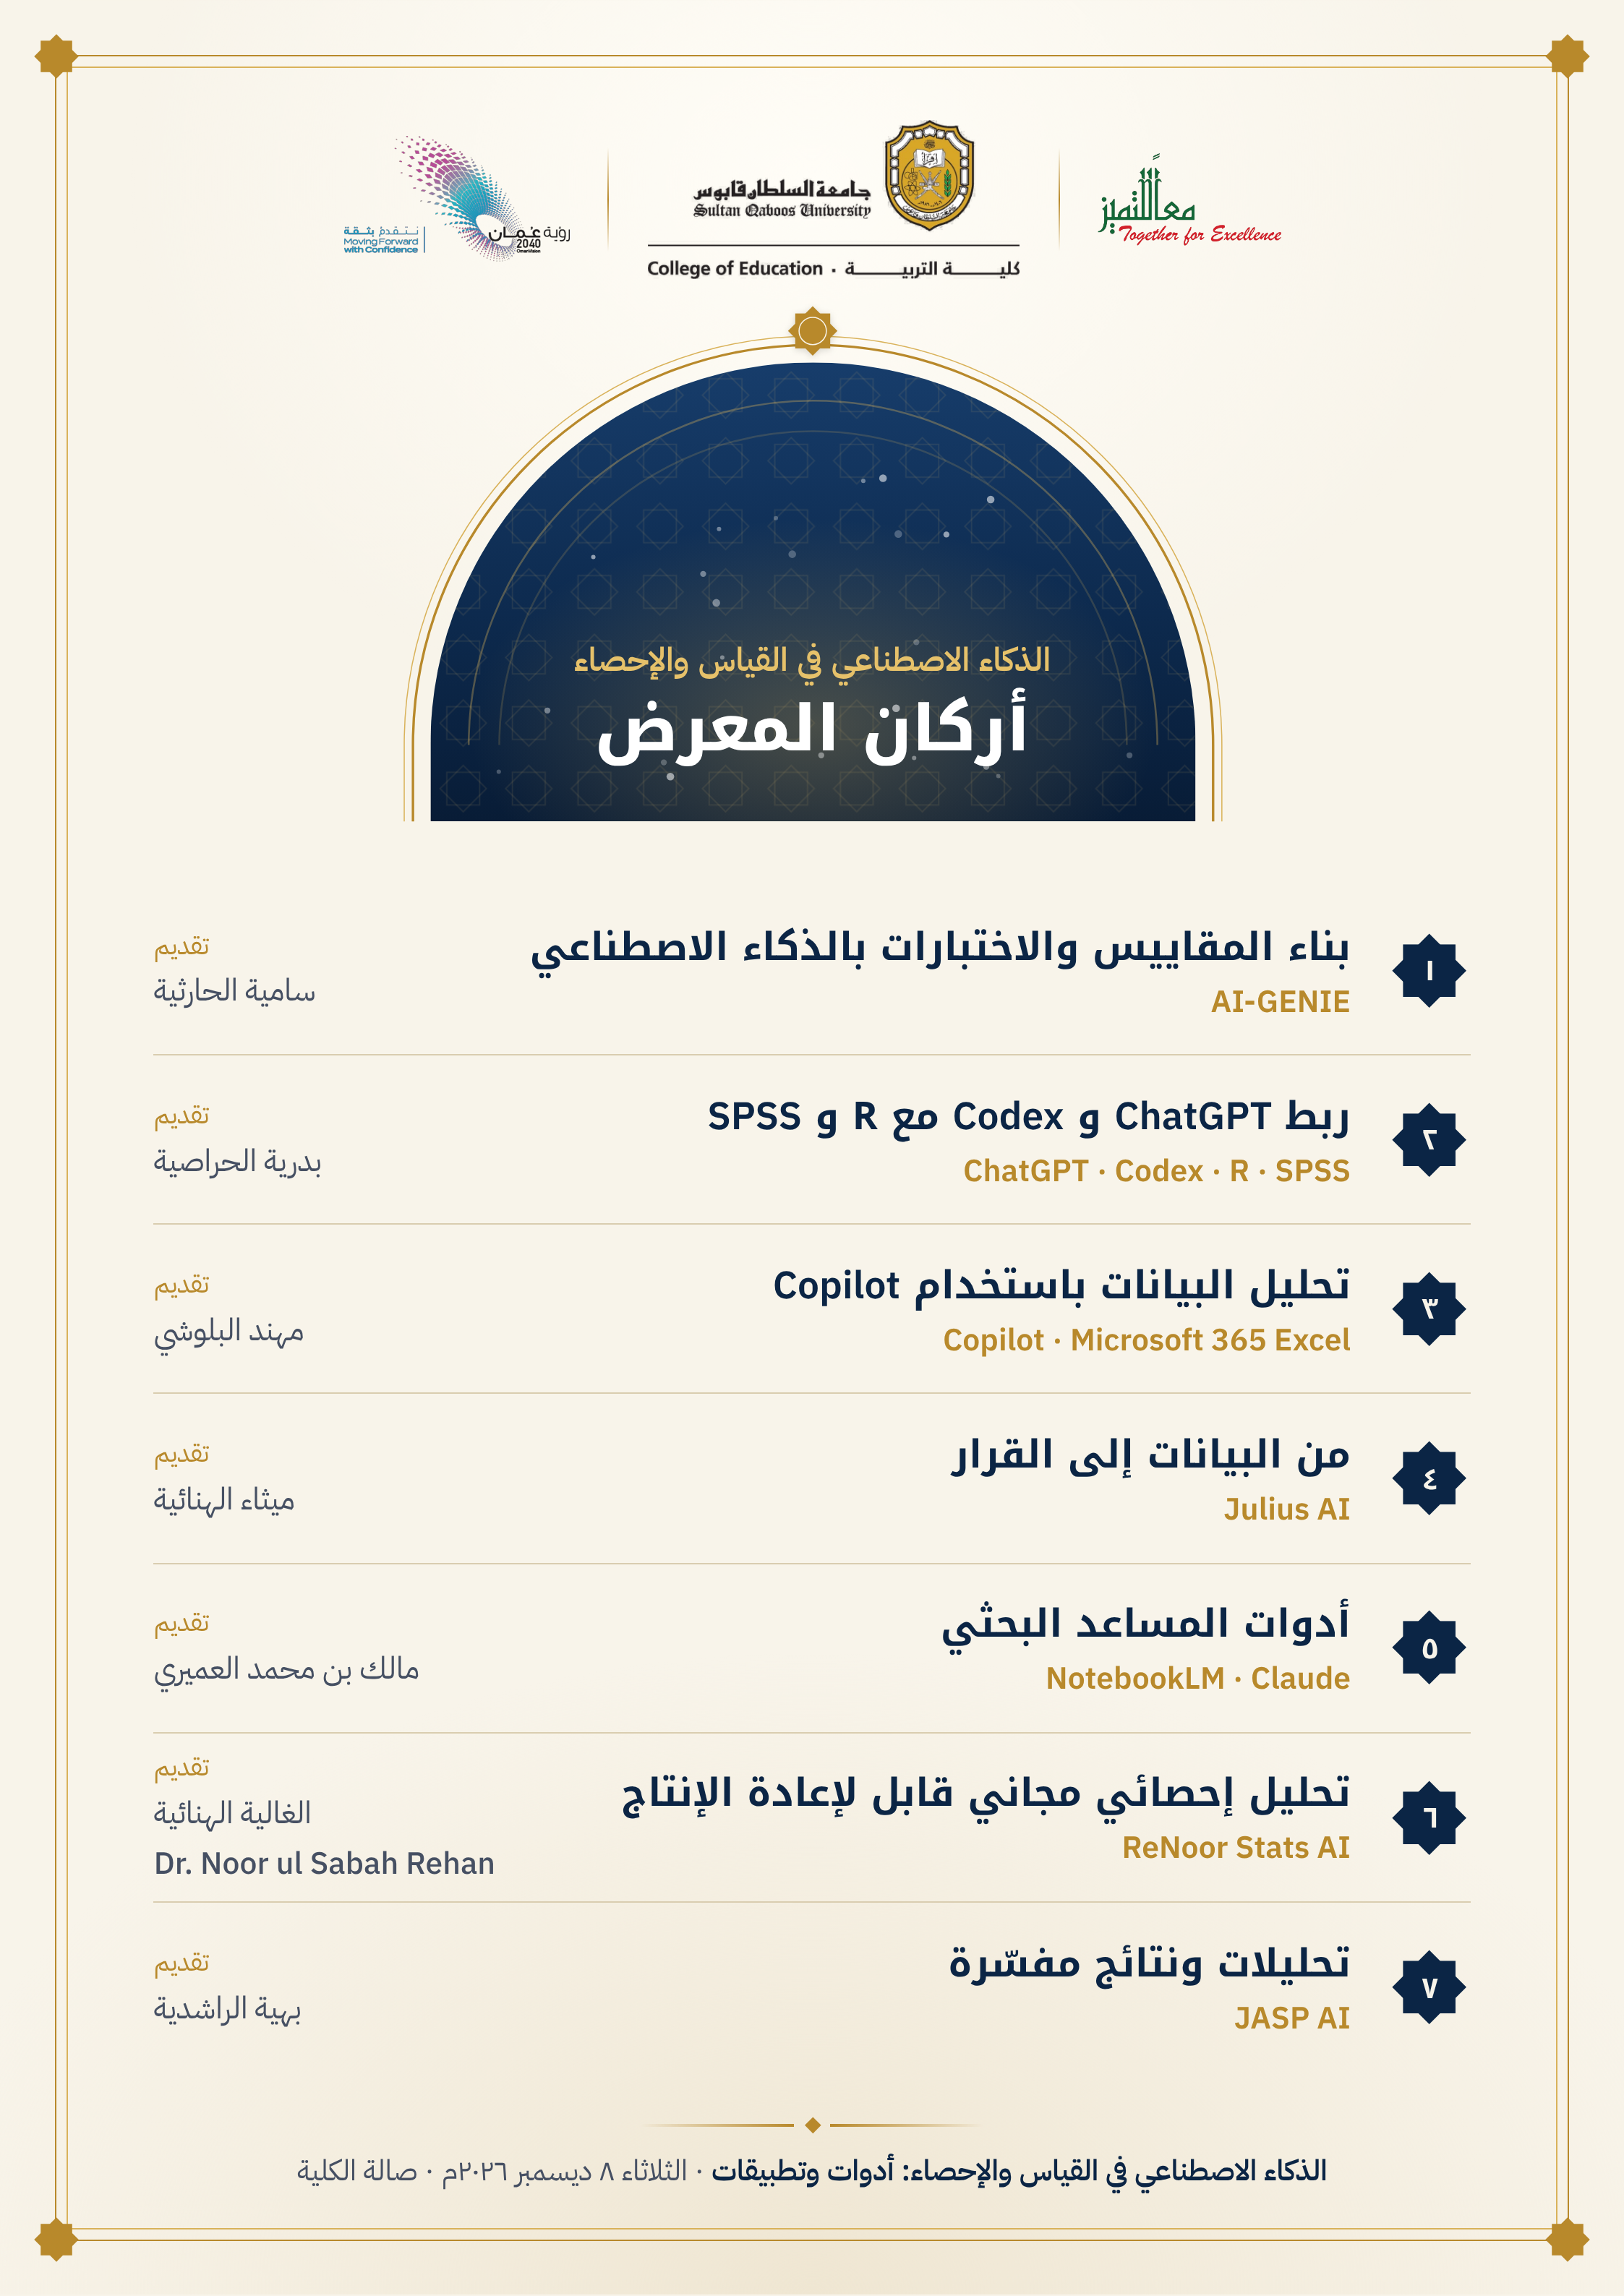 معًا للتميز
Together for Excellence
جامعة السلطان قابوس
Sultan Qaboos University
كليـــة التربيـــة · College of Education
رؤية عُمان
2040
OmanVision
نتقدم بثقة
Moving Forward
with Confidence
الذكاء الاصطناعي في القياس والإحصاء
أركان المعرض
١
بناء المقاييس والاختبارات بالذكاء الاصطناعي
AI-GENIE
تقديم
سامية الحارثية
٢
ربط ChatGPT و Codex مع R و SPSS
ChatGPT · Codex · R · SPSS
تقديم
بدرية الحراصية
٣
تحليل البيانات باستخدام Copilot
Copilot · Microsoft 365 Excel
تقديم
مهند البلوشي
٤
من البيانات إلى القرار
Julius AI
تقديم
ميثاء الهنائية
٥
أدوات المساعد البحثي
NotebookLM · Claude
تقديم
مالك بن محمد العميري
٦
تحليل إحصائي مجاني قابل لإعادة الإنتاج
ReNoor Stats AI
تقديم
الغالية الهنائية
Dr. Noor ul Sabah Rehan
٧
تحليلات ونتائج مفسّرة
JASP AI
تقديم
بهية الراشدية
الذكاء الاصطناعي في القياس والإحصاء: أدوات وتطبيقات · الثلاثاء ٨ ديسمبر ٢٠٢٦م · صالة الكلية